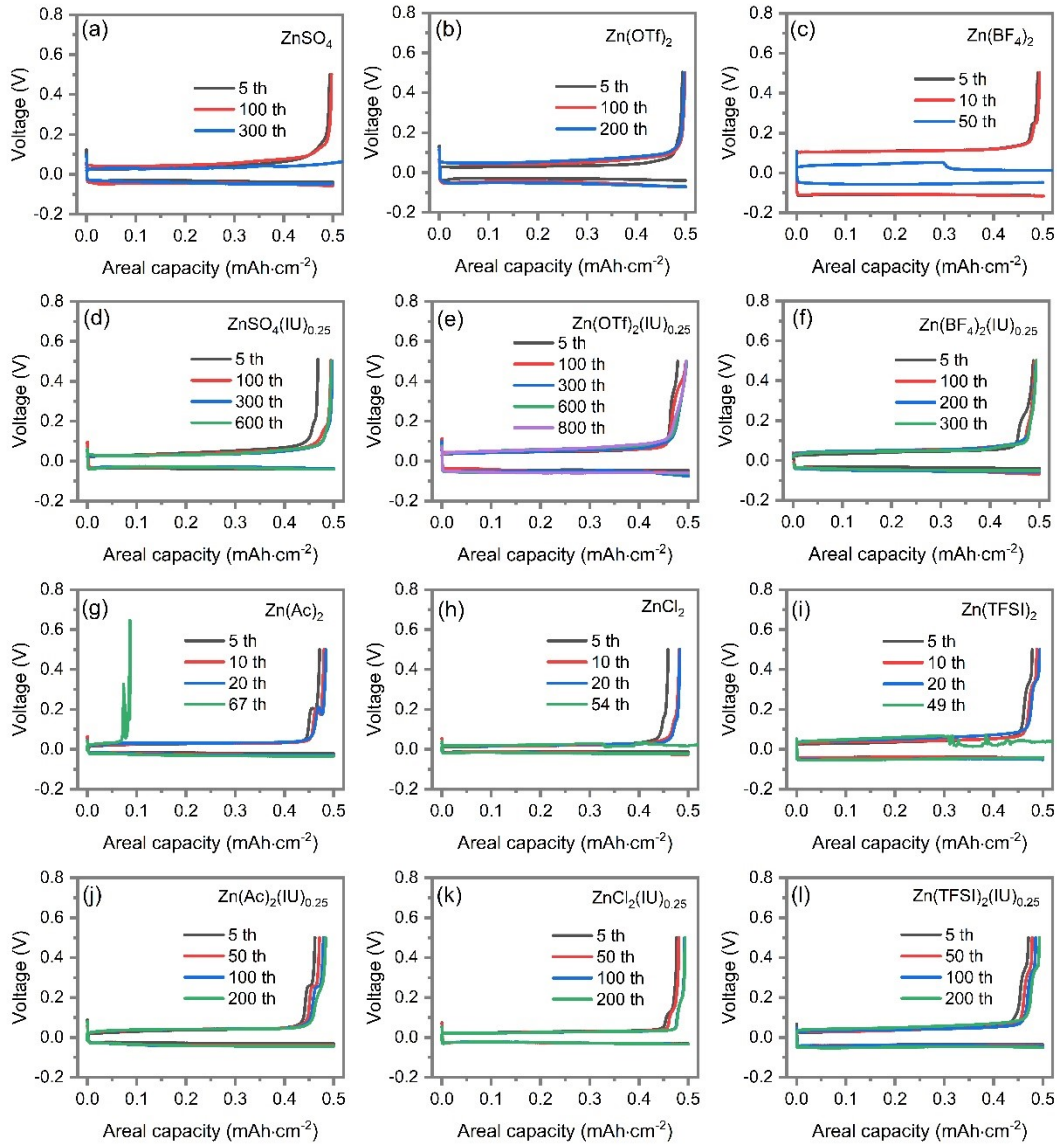 (a)
ZnSO₄
5 th
100 th
300 th
Voltage (V)
0.8
0.6
0.4
0.2
0.0
-0.2
0.0 0.1 0.2 0.3 0.4 0.5
Areal capacity (mAh·cm⁻²)
(b)
Zn(OTf)₂
5 th
100 th
200 th
Voltage (V)
0.8
0.6
0.4
0.2
0.0
-0.2
0.0 0.1 0.2 0.3 0.4 0.5
Areal capacity (mAh·cm⁻²)
(c)
Zn(BF₄)₂
5 th
10 th
50 th
Voltage (V)
0.8
0.6
0.4
0.2
0.0
-0.2
0.0 0.1 0.2 0.3 0.4 0.5
Areal capacity (mAh·cm⁻²)
(d)
ZnSO₄(IU)₀.₂₅
5 th
100 th
300 th
600 th
Voltage (V)
0.8
0.6
0.4
0.2
0.0
-0.2
0.0 0.1 0.2 0.3 0.4 0.5
Areal capacity (mAh·cm⁻²)
(e)
Zn(OTf)₂(IU)₀.₂₅
5 th
100 th
300 th
600 th
800 th
Voltage (V)
0.8
0.6
0.4
0.2
0.0
-0.2
0.0 0.1 0.2 0.3 0.4 0.5
Areal capacity (mAh·cm⁻²)
(f)
Zn(BF₄)₂(IU)₀.₂₅
5 th
100 th
200 th
300 th
Voltage (V)
0.8
0.6
0.4
0.2
0.0
-0.2
0.0 0.1 0.2 0.3 0.4 0.5
Areal capacity (mAh·cm⁻²)
(g)
Zn(Ac)₂
5 th
10 th
20 th
67 th
Voltage (V)
0.8
0.6
0.4
0.2
0.0
-0.2
0.0 0.1 0.2 0.3 0.4 0.5
Areal capacity (mAh·cm⁻²)
(h)
ZnCl₂
5 th
10 th
20 th
54 th
Voltage (V)
0.8
0.6
0.4
0.2
0.0
-0.2
0.0 0.1 0.2 0.3 0.4 0.5
Areal capacity (mAh·cm⁻²)
(i)
Zn(TFSI)₂
5 th
10 th
20 th
49 th
Voltage (V)
0.8
0.6
0.4
0.2
0.0
-0.2
0.0 0.1 0.2 0.3 0.4 0.5
Areal capacity (mAh·cm⁻²)
(j)
Zn(Ac)₂(IU)₀.₂₅
5 th
50 th
100 th
200 th
Voltage (V)
0.8
0.6
0.4
0.2
0.0
-0.2
0.0 0.1 0.2 0.3 0.4 0.5
Areal capacity (mAh·cm⁻²)
(k)
ZnCl₂(IU)₀.₂₅
5 th
50 th
100 th
200 th
Voltage (V)
0.8
0.6
0.4
0.2
0.0
-0.2
0.0 0.1 0.2 0.3 0.4 0.5
Areal capacity (mAh·cm⁻²)
(l)
Zn(TFSI)₂(IU)₀.₂₅
5 th
50 th
100 th
200 th
Voltage (V)
0.8
0.6
0.4
0.2
0.0
-0.2
0.0 0.1 0.2 0.3 0.4 0.5
Areal capacity (mAh·cm⁻²)